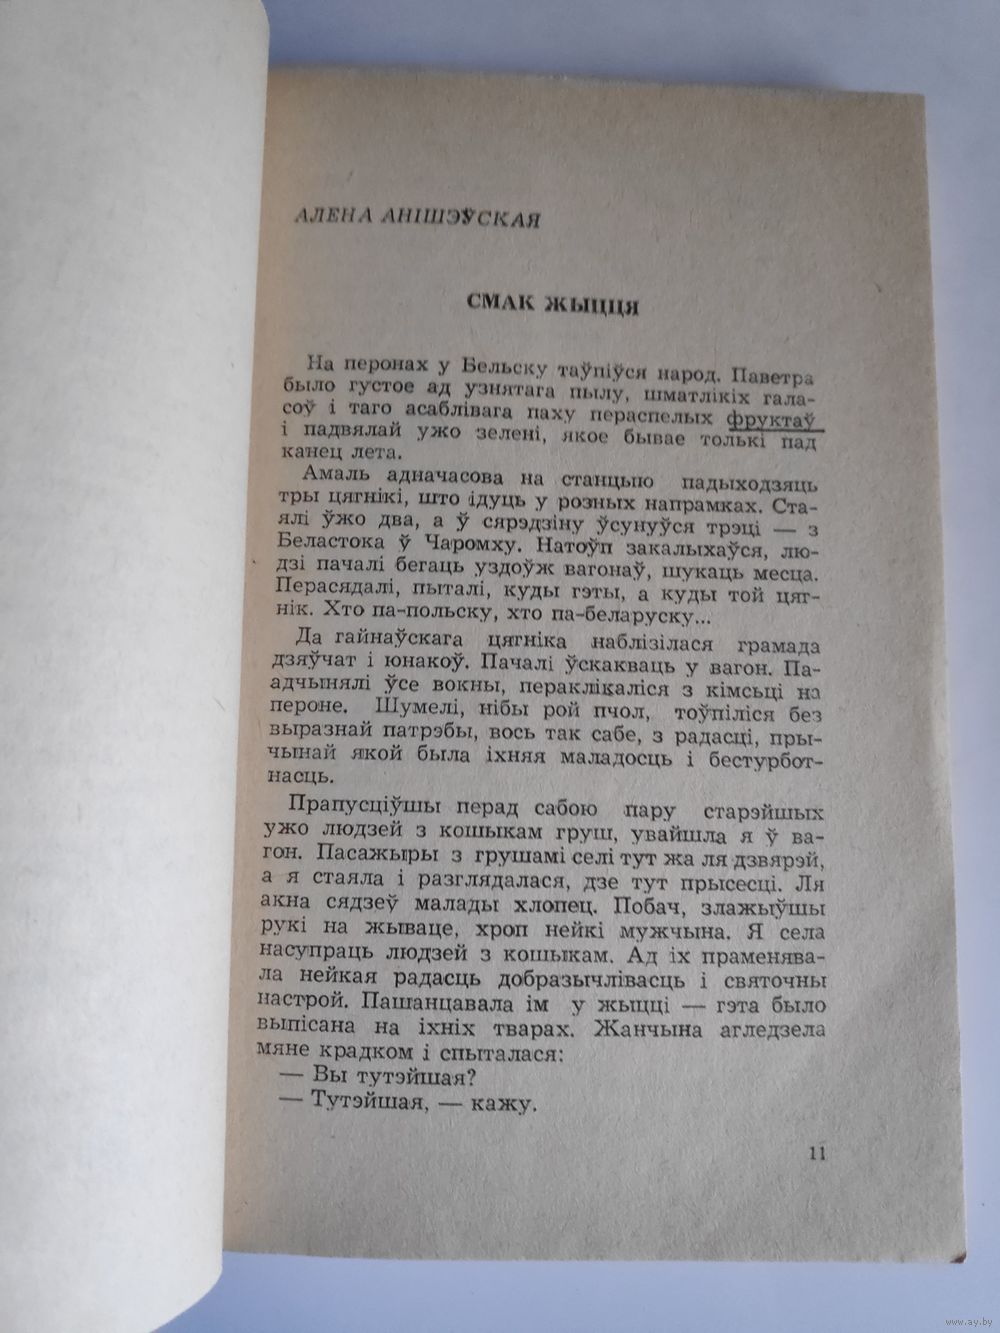 АЛЕНА АНІШЭЎСКАЯ
СМАК ЖЫЦЦЯ
На перонах у Бельску таўпіўся народ. Паветра
было густое ад узнятага пылу, шматлікіх гала-
соў і таго асаблівага паху пераспелых фруктаў
і падвялай ужо зелені, якое бывае толькі пад
канец лета.
Амаль адначасова на станцыю падыходзяць
тры цягнікі, што ідуць у розных напрамках. Ста-
ялі ўжо два, а ў сярэдзіну ўсунуўся трэці — з
Беластока ў Чаромху. Натоўп закалыхаўся, лю-
дзі пачалі бегаць уздоўж вагонаў, шукаць месца.
Перасядалі, пыталі, куды гэты, а куды той цяг-
нік. Хто па-польску, хто па-беларуску...
Да гайнаўскага цягніка наблізілася грамада
дзяўчат і юнакоў. Пачалі ўскакваць у вагон. Па-
адчынялі ўсе вокны, пераклікаліся з кімсьці на
пероне. Шумелі, нібы рой пчол, тоўпіліся без
выразнай патрэбы, вось так сабе, з радасці, пры-
чынай якой была іхняя маладосць і бестурбот-
насць.
Прапусціўшы перад сабою пару старэйшых
ужо людзей з кошыкам груш, увайшла я ў ва-
гон. Пасажыры з грушамі селі тут жа ля дзвярэй,
а я стаяла і разглядалася, дзе тут прысесці. Ля
акна сядзеў малады хлопец. Побач, злажыўшы
рукі на жываце, хроп нейкі мужчына. Я села
насупраць людзей з кошыкам. Ад іх праменява-
ла нейкая радасць добразычлівасць і святочны
настрой. Пашанцавала ім у жыцці — гэта было
выпісана на іхніх тварах. Жанчына агледзела
мяне крадком і спыталася:
— Вы тутэйшая?
— Тутэйшая, — кажу.
11
www.ay.by